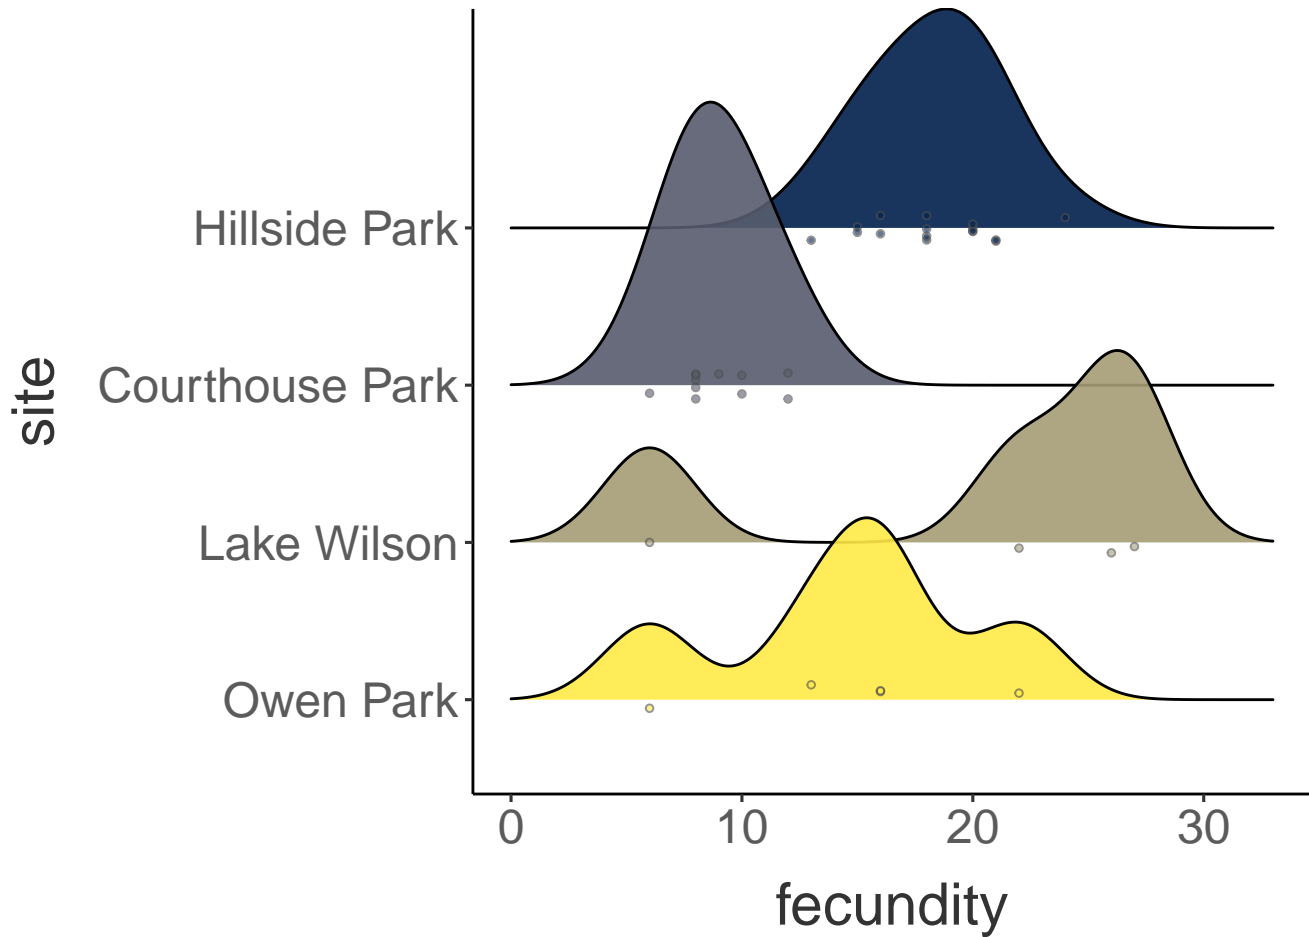 Hillside Park
Courthouse Park
Lake Wilson
Owen Park
site
0 10 20 30
fecundity